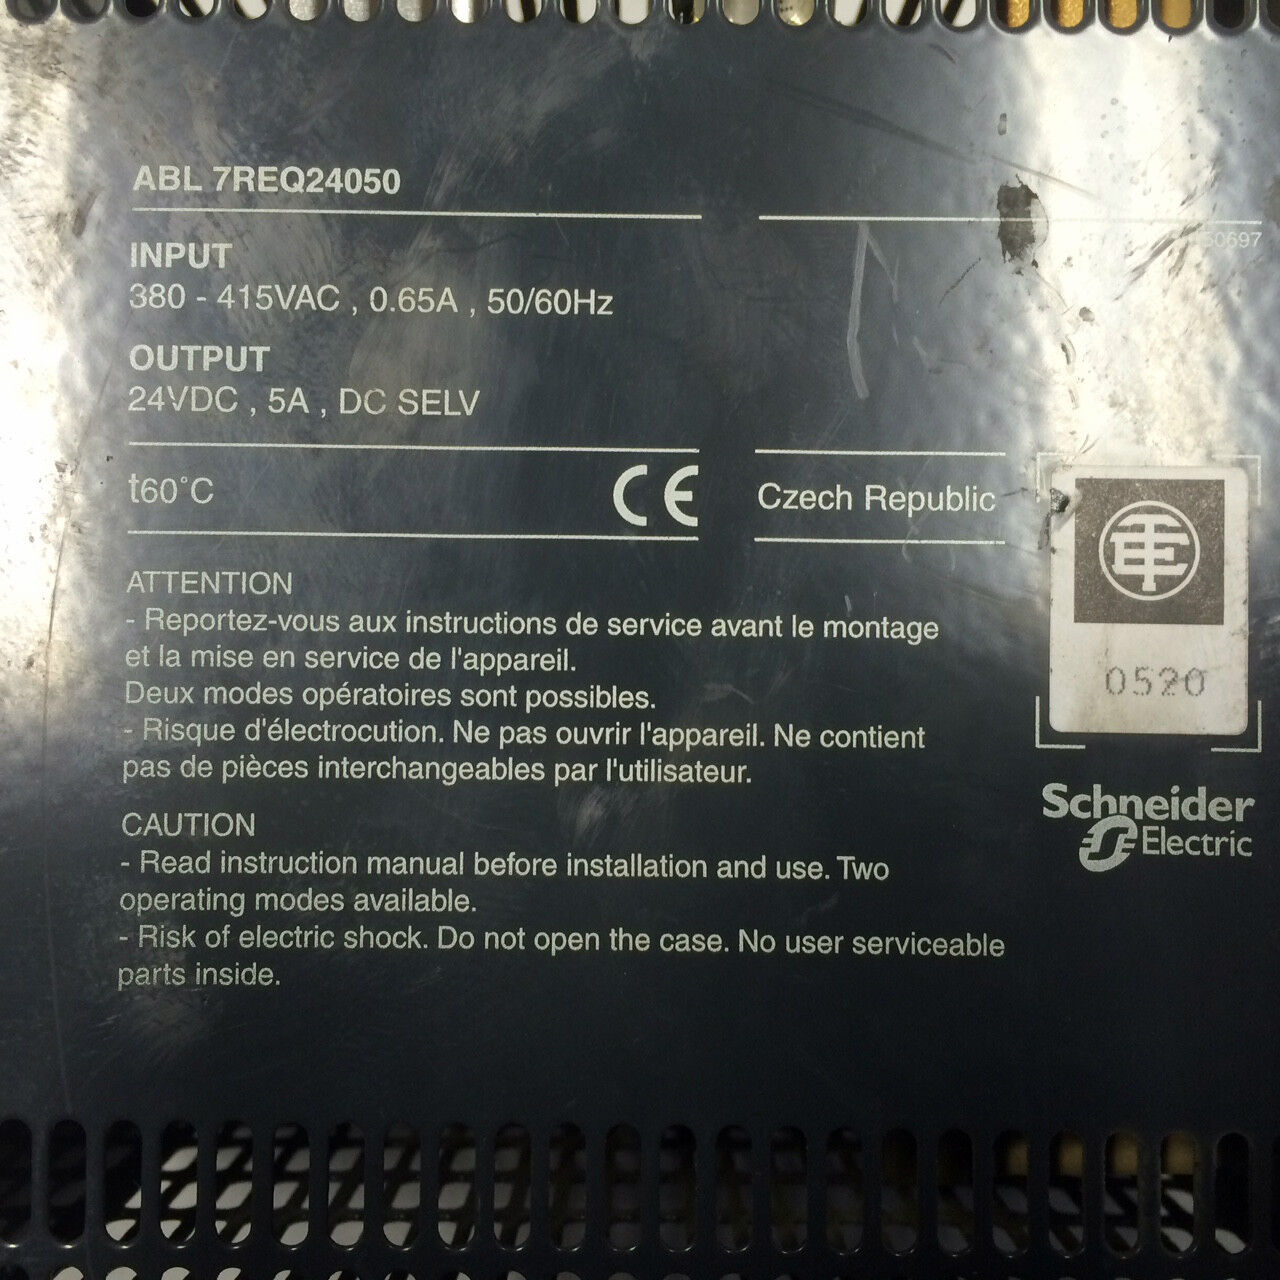 ABL 7REQ24050
INPUT
380 - 415VAC , 0.65A , 50/60Hz
OUTPUT
24VDC , 5A , DC SELV
t60°C
CE
Czech Republic
ATTENTION
- Reportez-vous aux instructions de service avant le montage
et la mise en service de l'appareil.
Deux modes opératoires sont possibles.
- Risque d'électrocution. Ne pas ouvrir l'appareil. Ne contient
pas de pièces interchangeables par l'utilisateur.
CAUTION
- Read instruction manual before installation and use. Two
operating modes available.
- Risk of electric shock. Do not open the case. No user serviceable
parts inside.
0520
Schneider
Electric